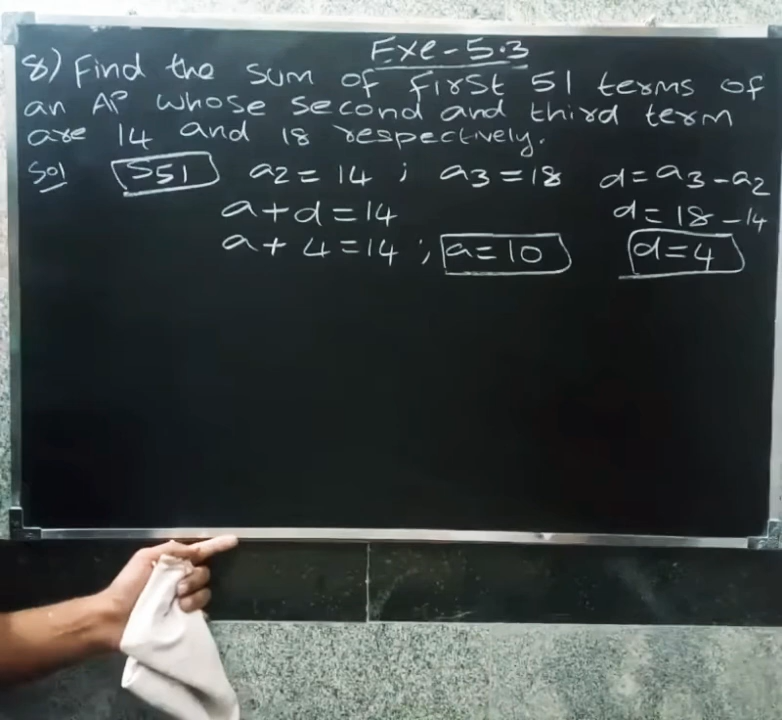 Exe-5.3
8) Find the sum of first 51 terms of
an AP whose second and third term
are 14 and 18 respectively.
Sol S51 a2 = 14 ; a3 = 18 d = a3 - a2
a + d = 14 d = 18 - 14
a + 4 = 14 ; a = 10 d = 4